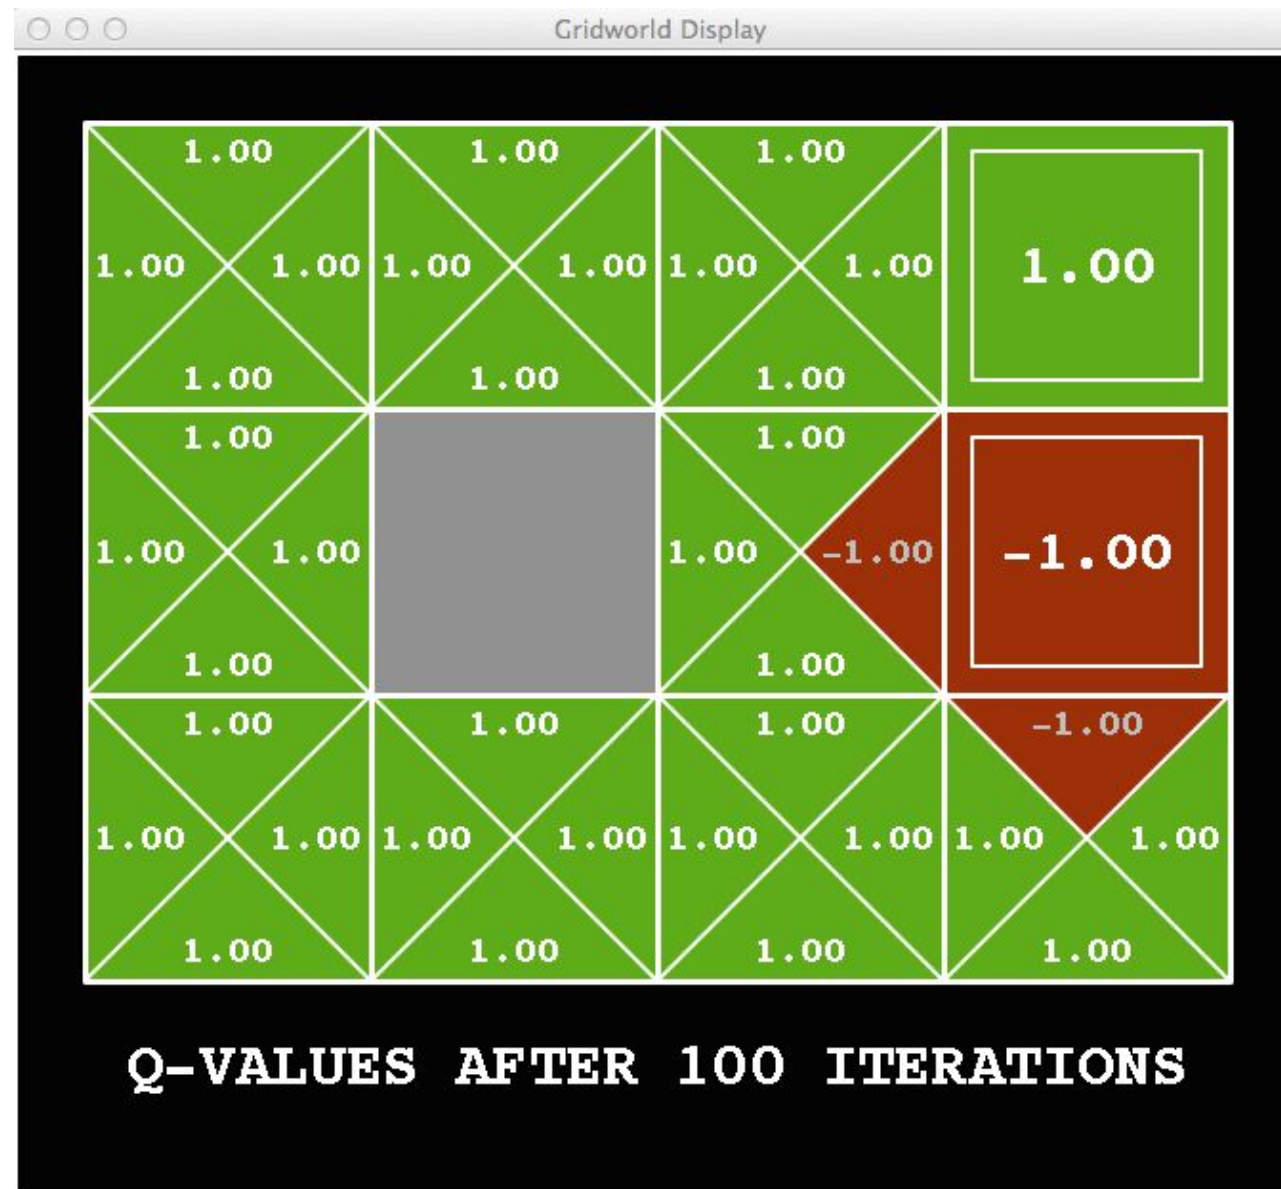 Gridworld Display
1.00 1.00 1.00
1.00 1.00 1.00 1.00 1.00 1.00 1.00
1.00 1.00 1.00
1.00 1.00
1.00 1.00 1.00 -1.00 -1.00
1.00 1.00
1.00 1.00 1.00 -1.00
1.00 1.00 1.00 1.00 1.00 1.00 1.00 1.00
1.00 1.00 1.00 1.00
Q-VALUES AFTER 100 ITERATIONS